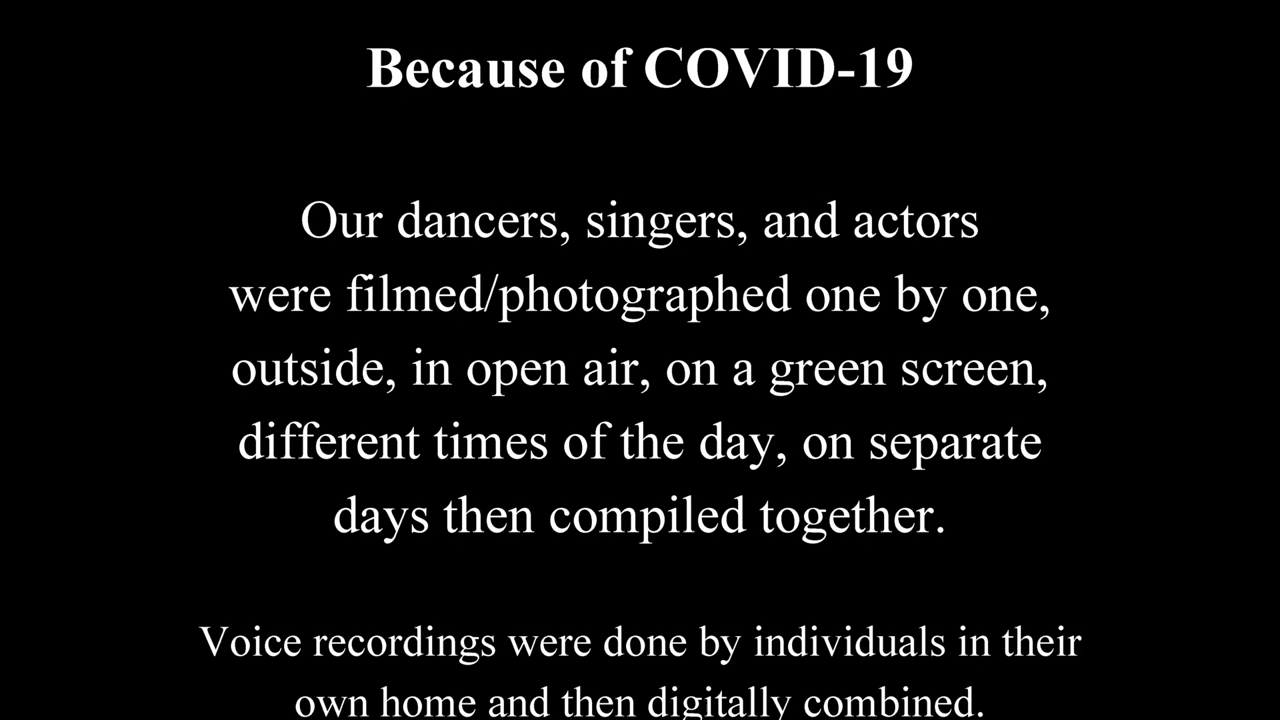 Because of COVID-19
Our dancers, singers, and actors
were filmed/photographed one by one,
outside, in open air, on a green screen,
different times of the day, on separate
days then compiled together.
Voice recordings were done by individuals in their
own home and then digitally combined.